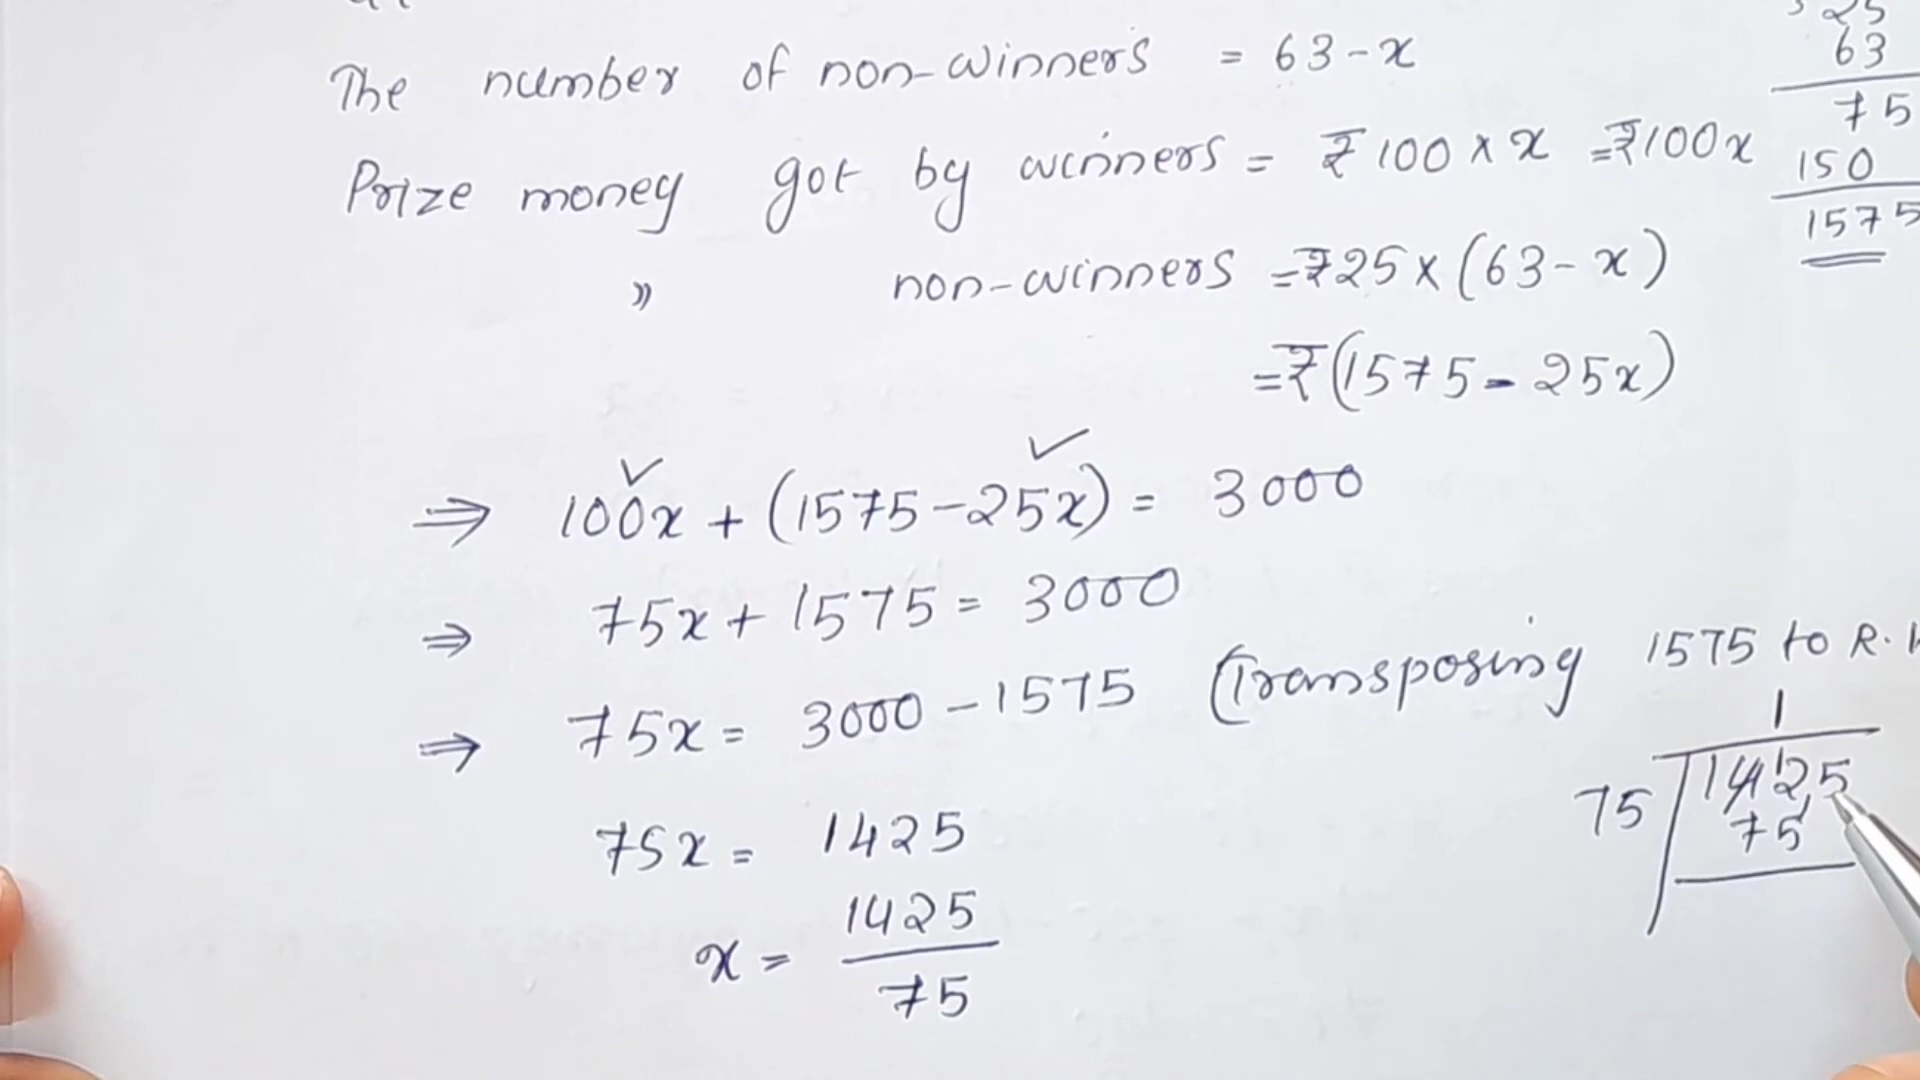 The number of non-winners = 63-x
Prize money got by winners = ₹100 × x = ₹100x
" non-winners = ₹25 × (63-x)
= ₹(1575-25x)
⇒ 100x + (1575-25x) = 3000
⇒ 75x + 1575 = 3000
⇒ 75x = 3000 - 1575 (Transposing 1575 to R.
75x = 1425
x = 1425
75
25
63
75
150
1575
1
75 1425
75